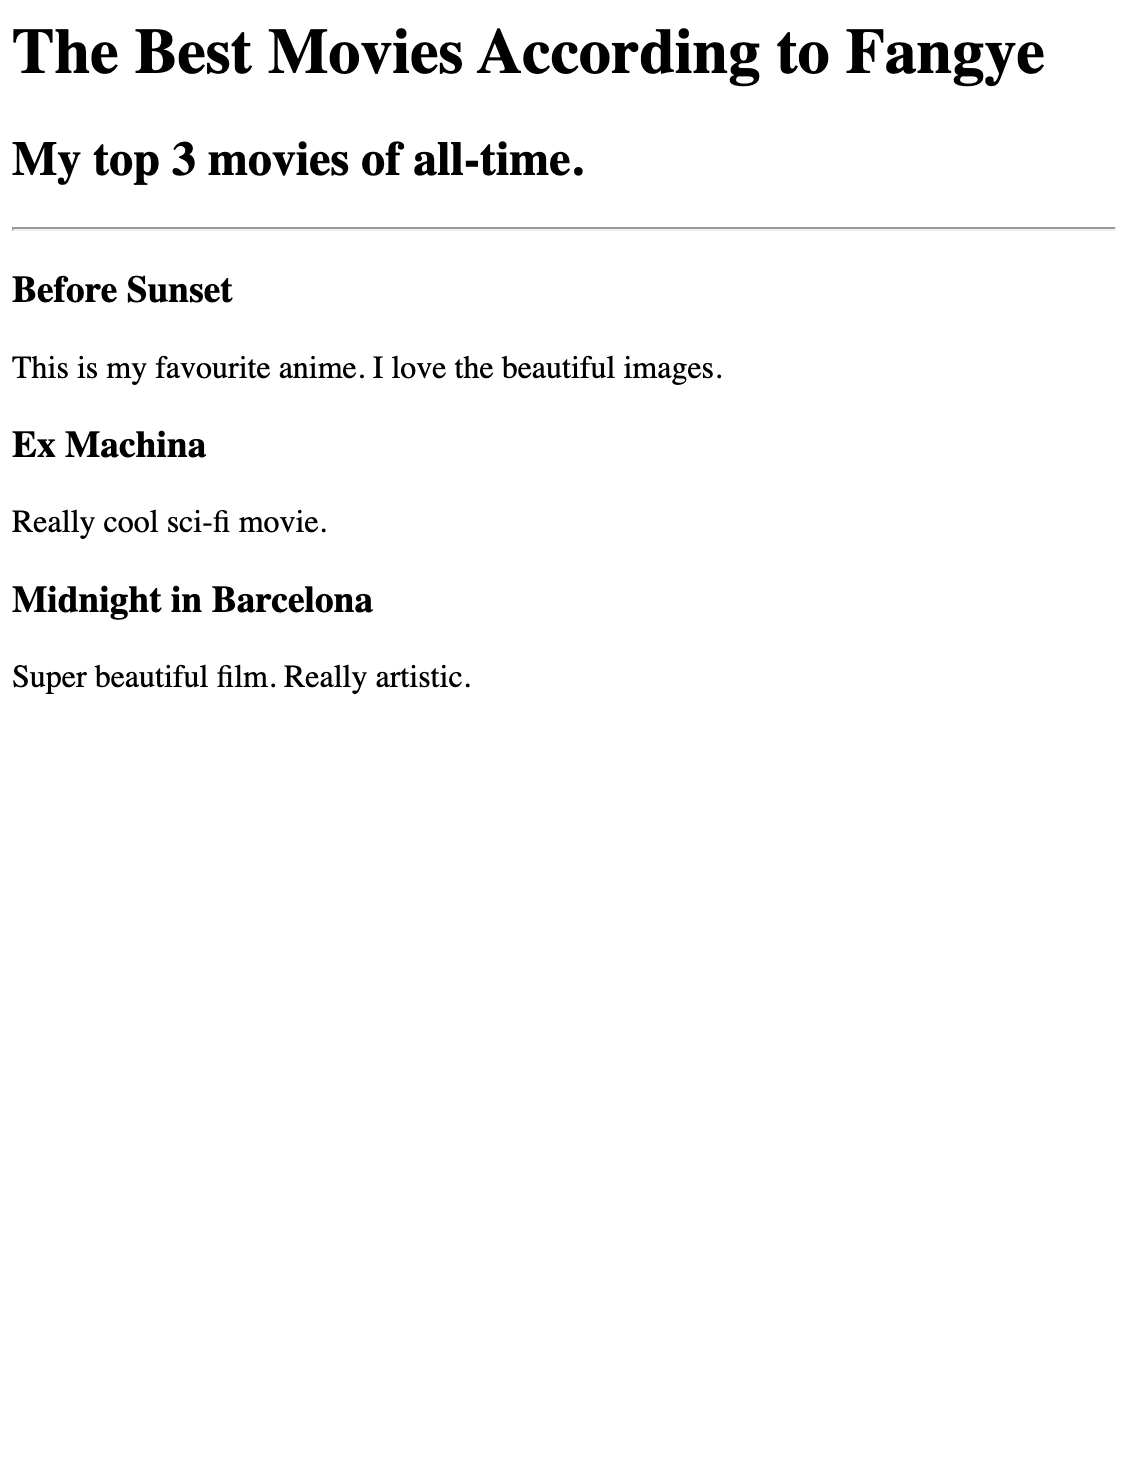 The Best Movies According to Fangye
My top 3 movies of all-time.
Before Sunset
This is my favourite anime. I love the beautiful images.
Ex Machina
Really cool sci-fi movie.
Midnight in Barcelona
Super beautiful film. Really artistic.